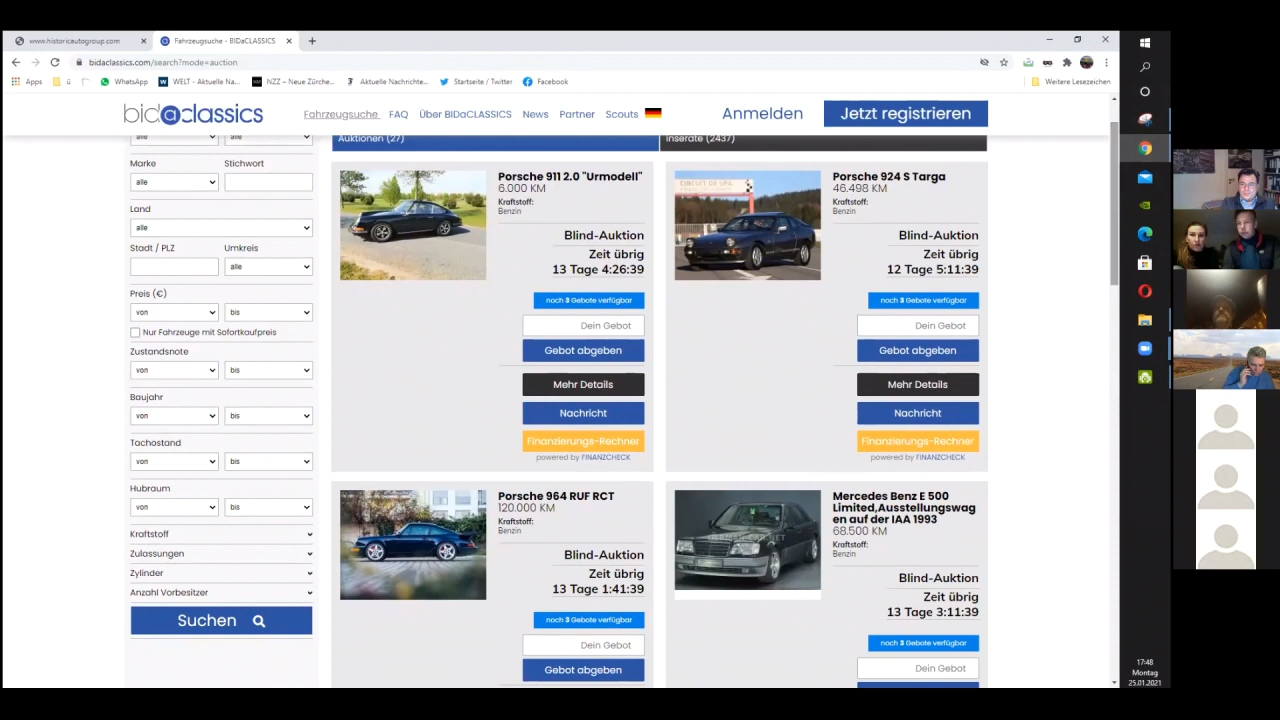 www.historicautogroup.com
Fahrzeugsuche - BIDaCLASSICS
bidaclassics.com/search?mode=auction
Apps
ü
WhatsApp
WELT - Aktuelle Na...
NZZ – Neue Zürche...
Aktuelle Nachrichte...
Startseite / Twitter
Facebook
Weitere Lesezeichen
bidaclassics
Fahrzeugsuche
FAQ
Über BIDaCLASSICS
News
Partner
Scouts
Anmelden
Jetzt registrieren
alle
alle
Auktionen (27)
Inserate (2437)
Marke
Stichwort
alle
Land
alle
Stadt / PLZ
Umkreis
alle
Preis (€)
von
bis
Nur Fahrzeuge mit Sofortkaufpreis
Zustandsnote
von
bis
Baujahr
von
bis
Tachostand
von
bis
Hubraum
von
bis
Kraftstoff
Zulassungen
Zylinder
Anzahl Vorbesitzer
Suchen
Porsche 911 2.0 "Urmodell"
6.000 KM
Kraftstoff:
Benzin
Blind-Auktion
Zeit übrig
13 Tage 4:26:39
noch 3 Gebote verfügbar
Dein Gebot
Gebot abgeben
Mehr Details
Nachricht
Finanzierungs-Rechner
powered by FINANZCHECK
CIRCUIT DE SPA
Porsche 924 S Targa
46.498 KM
Kraftstoff:
Benzin
Blind-Auktion
Zeit übrig
12 Tage 5:11:39
noch 3 Gebote verfügbar
Dein Gebot
Gebot abgeben
Mehr Details
Nachricht
Finanzierungs-Rechner
powered by FINANZCHECK
Porsche 964 RUF RCT
120.000 KM
Kraftstoff:
Benzin
Blind-Auktion
Zeit übrig
13 Tage 1:41:39
noch 3 Gebote verfügbar
Dein Gebot
Gebot abgeben
Mercedes Benz E 500
Limited,Ausstellungswag
en auf der IAA 1993
68.500 KM
Kraftstoff:
Benzin
Blind-Auktion
Zeit übrig
13 Tage 3:11:39
noch 3 Gebote verfügbar
Dein Gebot
17:48
Montag
25.01.2021